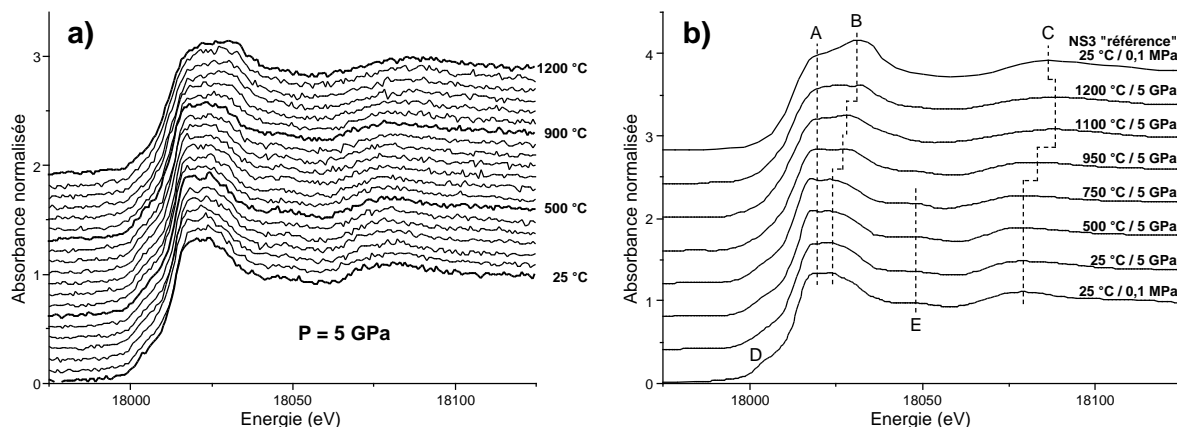 a)
Absorbance normalisée
3
2
1
0
1200 °C
900 °C
500 °C
25 °C
P = 5 GPa
18000
18050
18100
Energie (eV)
b)
Absorbance normalisée
4
3
2
1
0
A
B
C
D
E
NS3 "référence"
25 °C / 0,1 MPa
1200 °C / 5 GPa
1100 °C / 5 GPa
950 °C / 5 GPa
750 °C / 5 GPa
500 °C / 5 GPa
25 °C / 5 GPa
25 °C / 0,1 MPa
18000
18050
18100
Energie (eV)